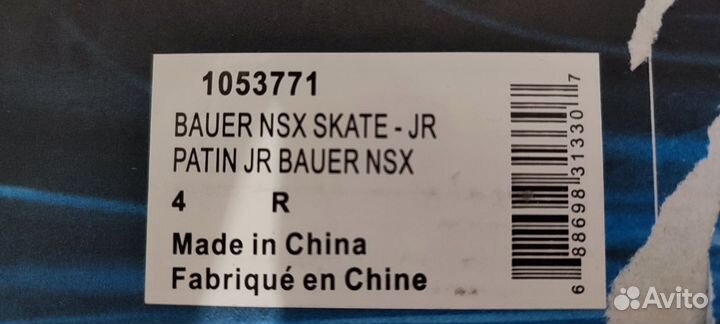 1053771
BAUER NSX SKATE - JR
PATIN JR BAUER NSX
4 R
Made in China
Fabriqué en Chine
6 88698 31330 7
Avito